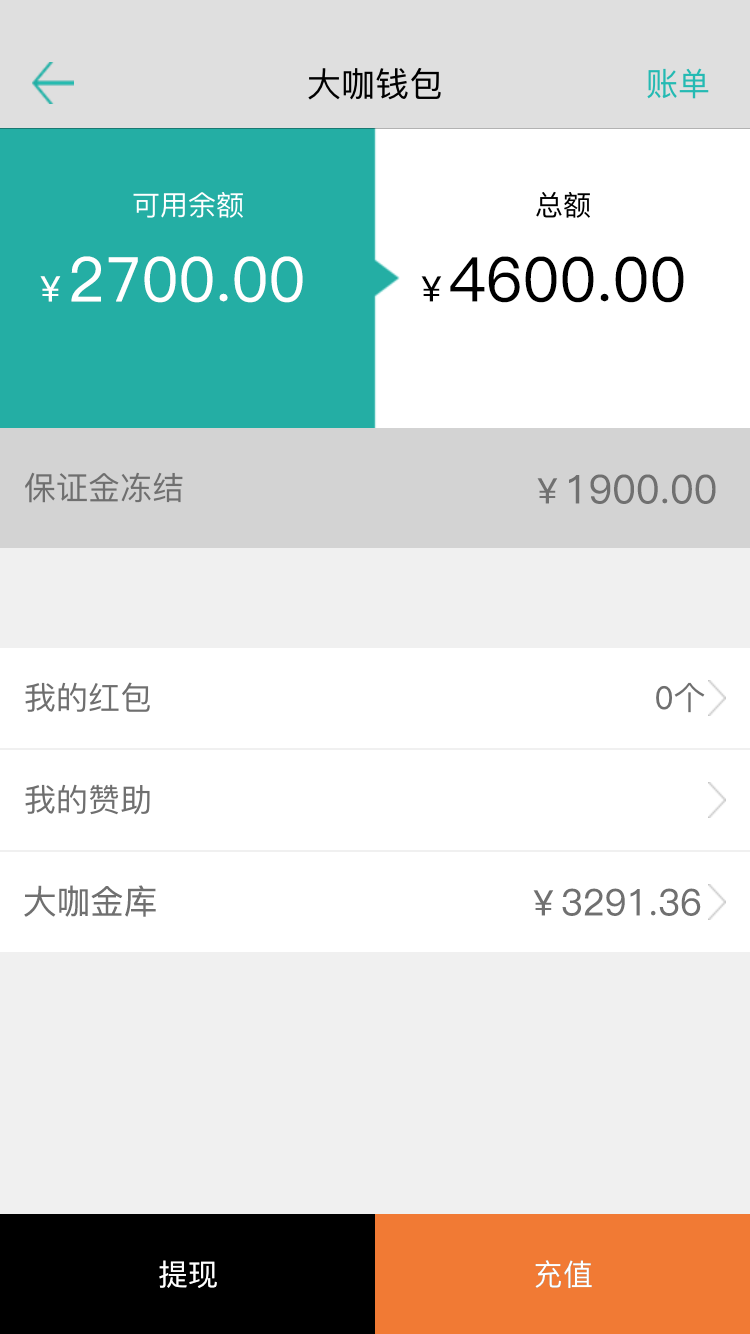 大咖钱包
账单
可用余额
¥2700.00
总额
¥4600.00
保证金冻结
¥1900.00
我的红包
0个
我的赞助
大咖金库
¥3291.36
提现
充值